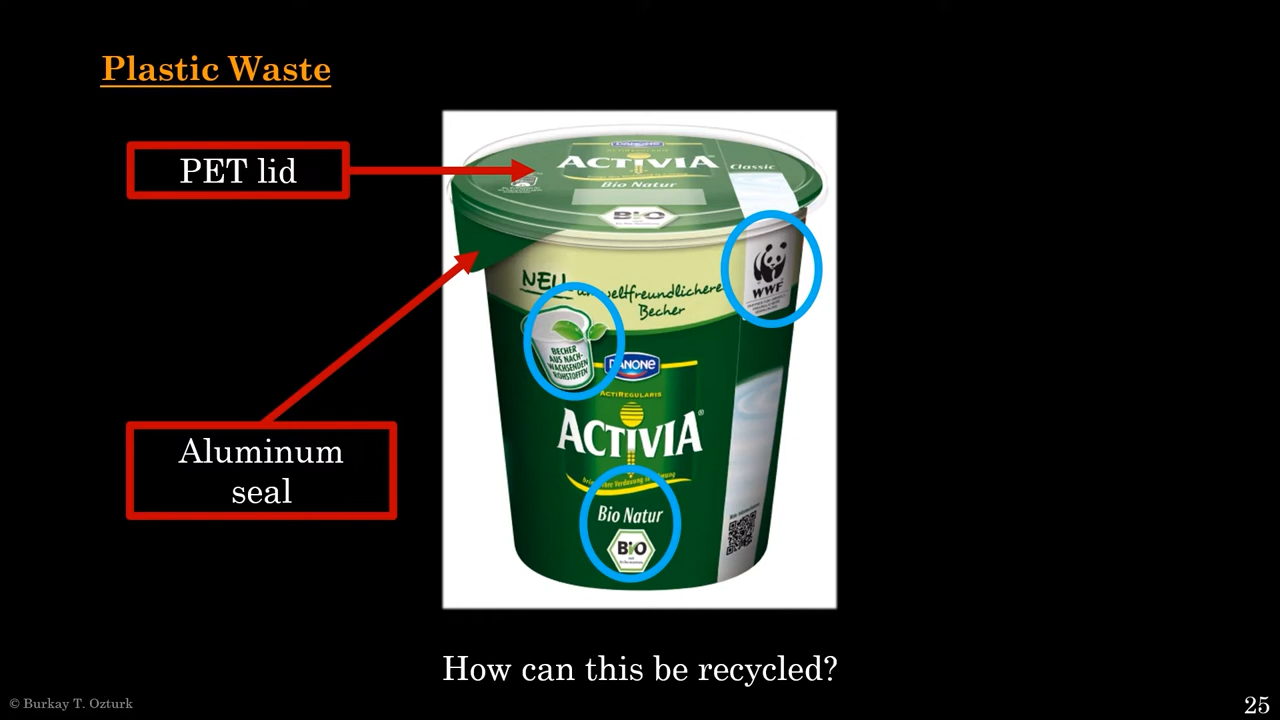 Plastic Waste
PET lid
DANONE
ACTIREGULARIS
ACTIVIA
Classic
Bio Natur
BIO
Aluminum
seal
NEU
umweltfreundlichere
Becher
WWF
BECHER
AUS NACH-
WACHSENDEN
ROHSTOFFEN
DANONE
ACTIREGULARIS
ACTIVIA®
Bio Natur
BIO
How can this be recycled?
© Burkay T. Ozturk
25